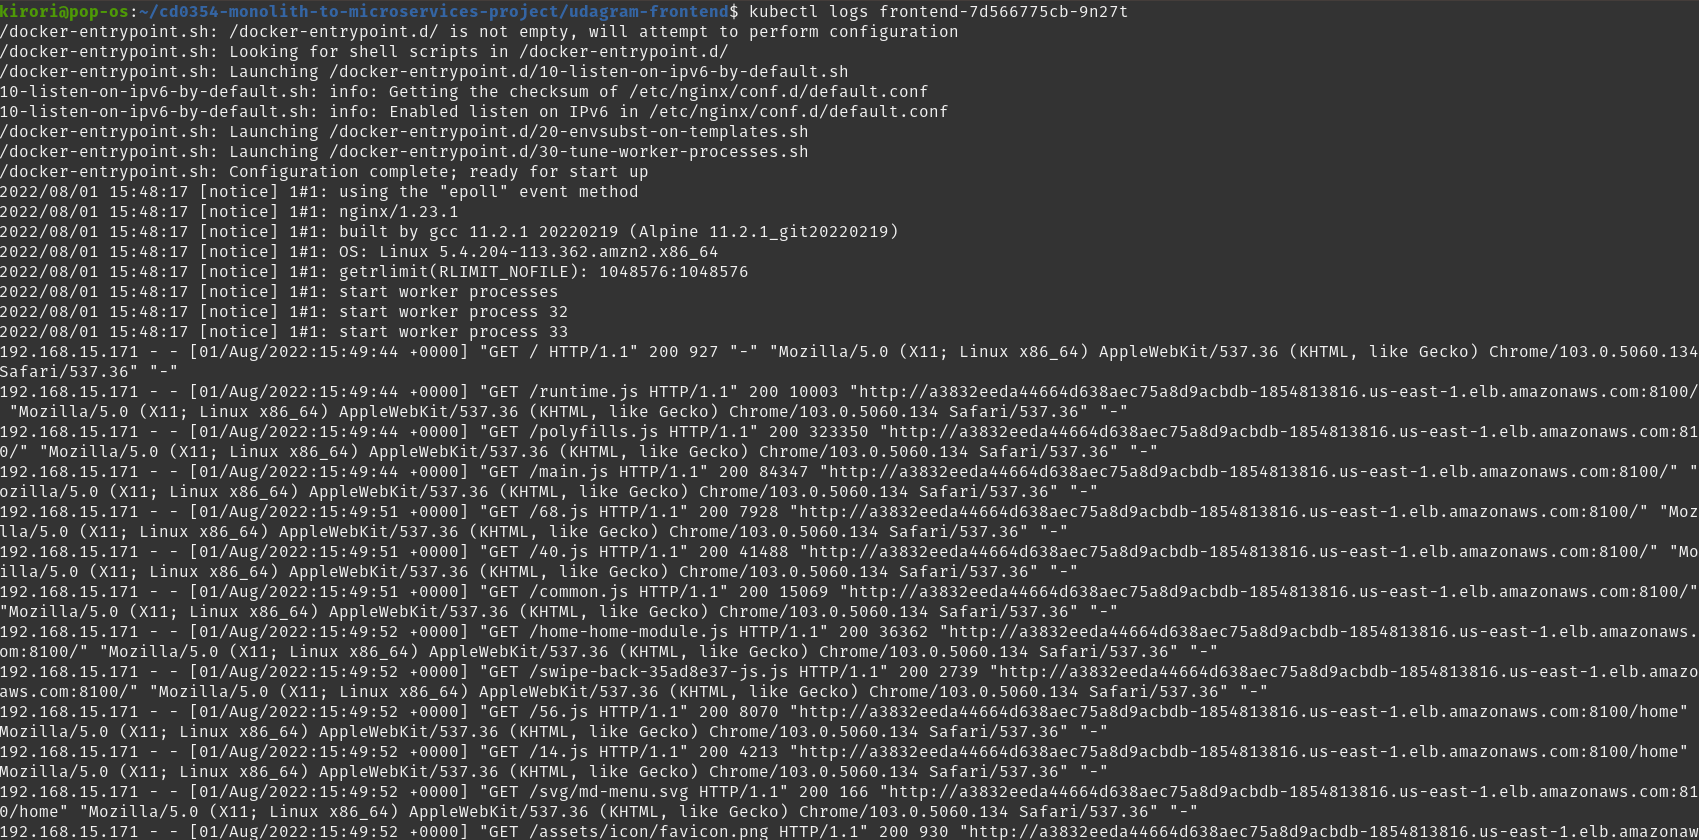 kirori@pop-os:~/cd0354-monolith-to-microservices-project/udagram-frontend$ kubectl logs frontend-7d566775cb-9n27t
/docker-entrypoint.sh: /docker-entrypoint.d/ is not empty, will attempt to perform configuration
/docker-entrypoint.sh: Looking for shell scripts in /docker-entrypoint.d/
/docker-entrypoint.sh: Launching /docker-entrypoint.d/10-listen-on-ipv6-by-default.sh
10-listen-on-ipv6-by-default.sh: info: Getting the checksum of /etc/nginx/conf.d/default.conf
10-listen-on-ipv6-by-default.sh: info: Enabled listen on IPv6 in /etc/nginx/conf.d/default.conf
/docker-entrypoint.sh: Launching /docker-entrypoint.d/20-envsubst-on-templates.sh
/docker-entrypoint.sh: Launching /docker-entrypoint.d/30-tune-worker-processes.sh
/docker-entrypoint.sh: Configuration complete; ready for start up
2022/08/01 15:48:17 [notice] 1#1: using the "epoll" event method
2022/08/01 15:48:17 [notice] 1#1: nginx/1.23.1
2022/08/01 15:48:17 [notice] 1#1: built by gcc 11.2.1 20220219 (Alpine 11.2.1_git20220219)
2022/08/01 15:48:17 [notice] 1#1: OS: Linux 5.4.204-113.362.amzn2.x86_64
2022/08/01 15:48:17 [notice] 1#1: getrlimit(RLIMIT_NOFILE): 1048576:1048576
2022/08/01 15:48:17 [notice] 1#1: start worker processes
2022/08/01 15:48:17 [notice] 1#1: start worker process 32
2022/08/01 15:48:17 [notice] 1#1: start worker process 33
192.168.15.171 - - [01/Aug/2022:15:49:44 +0000] "GET / HTTP/1.1" 200 927 "-" "Mozilla/5.0 (X11; Linux x86_64) AppleWebKit/537.36 (KHTML, like Gecko) Chrome/103.0.5060.134
Safari/537.36" "-"
192.168.15.171 - - [01/Aug/2022:15:49:44 +0000] "GET /runtime.js HTTP/1.1" 200 10003 "http://a3832eeda44664d638aec75a8d9acbdb-1854813816.us-east-1.elb.amazonaws.com:8100/
"Mozilla/5.0 (X11; Linux x86_64) AppleWebKit/537.36 (KHTML, like Gecko) Chrome/103.0.5060.134 Safari/537.36" "-"
192.168.15.171 - - [01/Aug/2022:15:49:44 +0000] "GET /polyfills.js HTTP/1.1" 200 323350 "http://a3832eeda44664d638aec75a8d9acbdb-1854813816.us-east-1.elb.amazonaws.com:81
0/" "Mozilla/5.0 (X11; Linux x86_64) AppleWebKit/537.36 (KHTML, like Gecko) Chrome/103.0.5060.134 Safari/537.36" "-"
192.168.15.171 - - [01/Aug/2022:15:49:44 +0000] "GET /main.js HTTP/1.1" 200 84347 "http://a3832eeda44664d638aec75a8d9acbdb-1854813816.us-east-1.elb.amazonaws.com:8100/" "
ozilla/5.0 (X11; Linux x86_64) AppleWebKit/537.36 (KHTML, like Gecko) Chrome/103.0.5060.134 Safari/537.36" "-"
192.168.15.171 - - [01/Aug/2022:15:49:51 +0000] "GET /68.js HTTP/1.1" 200 7928 "http://a3832eeda44664d638aec75a8d9acbdb-1854813816.us-east-1.elb.amazonaws.com:8100/" "Moz
lla/5.0 (X11; Linux x86_64) AppleWebKit/537.36 (KHTML, like Gecko) Chrome/103.0.5060.134 Safari/537.36" "-"
192.168.15.171 - - [01/Aug/2022:15:49:51 +0000] "GET /40.js HTTP/1.1" 200 41488 "http://a3832eeda44664d638aec75a8d9acbdb-1854813816.us-east-1.elb.amazonaws.com:8100/" "Mo
illa/5.0 (X11; Linux x86_64) AppleWebKit/537.36 (KHTML, like Gecko) Chrome/103.0.5060.134 Safari/537.36" "-"
192.168.15.171 - - [01/Aug/2022:15:49:51 +0000] "GET /common.js HTTP/1.1" 200 15069 "http://a3832eeda44664d638aec75a8d9acbdb-1854813816.us-east-1.elb.amazonaws.com:8100/"
"Mozilla/5.0 (X11; Linux x86_64) AppleWebKit/537.36 (KHTML, like Gecko) Chrome/103.0.5060.134 Safari/537.36" "-"
192.168.15.171 - - [01/Aug/2022:15:49:52 +0000] "GET /home-home-module.js HTTP/1.1" 200 36362 "http://a3832eeda44664d638aec75a8d9acbdb-1854813816.us-east-1.elb.amazonaws.
om:8100/" "Mozilla/5.0 (X11; Linux x86_64) AppleWebKit/537.36 (KHTML, like Gecko) Chrome/103.0.5060.134 Safari/537.36" "-"
192.168.15.171 - - [01/Aug/2022:15:49:52 +0000] "GET /swipe-back-35ad8e37-js.js HTTP/1.1" 200 2739 "http://a3832eeda44664d638aec75a8d9acbdb-1854813816.us-east-1.elb.amazo
aws.com:8100/" "Mozilla/5.0 (X11; Linux x86_64) AppleWebKit/537.36 (KHTML, like Gecko) Chrome/103.0.5060.134 Safari/537.36" "-"
192.168.15.171 - - [01/Aug/2022:15:49:52 +0000] "GET /56.js HTTP/1.1" 200 8070 "http://a3832eeda44664d638aec75a8d9acbdb-1854813816.us-east-1.elb.amazonaws.com:8100/home"
Mozilla/5.0 (X11; Linux x86_64) AppleWebKit/537.36 (KHTML, like Gecko) Chrome/103.0.5060.134 Safari/537.36" "-"
192.168.15.171 - - [01/Aug/2022:15:49:52 +0000] "GET /14.js HTTP/1.1" 200 4213 "http://a3832eeda44664d638aec75a8d9acbdb-1854813816.us-east-1.elb.amazonaws.com:8100/home"
Mozilla/5.0 (X11; Linux x86_64) AppleWebKit/537.36 (KHTML, like Gecko) Chrome/103.0.5060.134 Safari/537.36" "-"
192.168.15.171 - - [01/Aug/2022:15:49:52 +0000] "GET /svg/md-menu.svg HTTP/1.1" 200 166 "http://a3832eeda44664d638aec75a8d9acbdb-1854813816.us-east-1.elb.amazonaws.com:81
0/home" "Mozilla/5.0 (X11; Linux x86_64) AppleWebKit/537.36 (KHTML, like Gecko) Chrome/103.0.5060.134 Safari/537.36" "-"
192.168.15.171 - - [01/Aug/2022:15:49:52 +0000] "GET /assets/icon/favicon.png HTTP/1.1" 200 930 "http://a3832eeda44664d638aec75a8d9acbdb-1854813816.us-east-1.elb.amazonaws